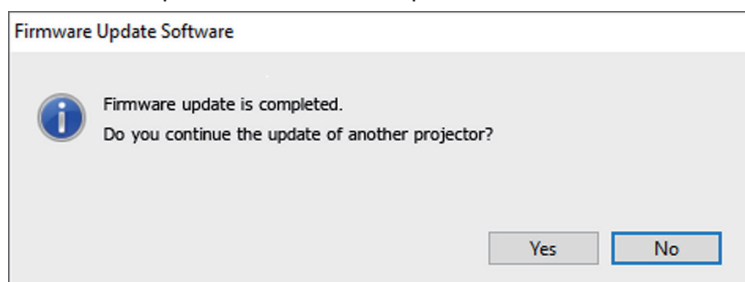 Firmware Update Software
Firmware update is completed.
Do you continue the update of another projector?
Yes
No